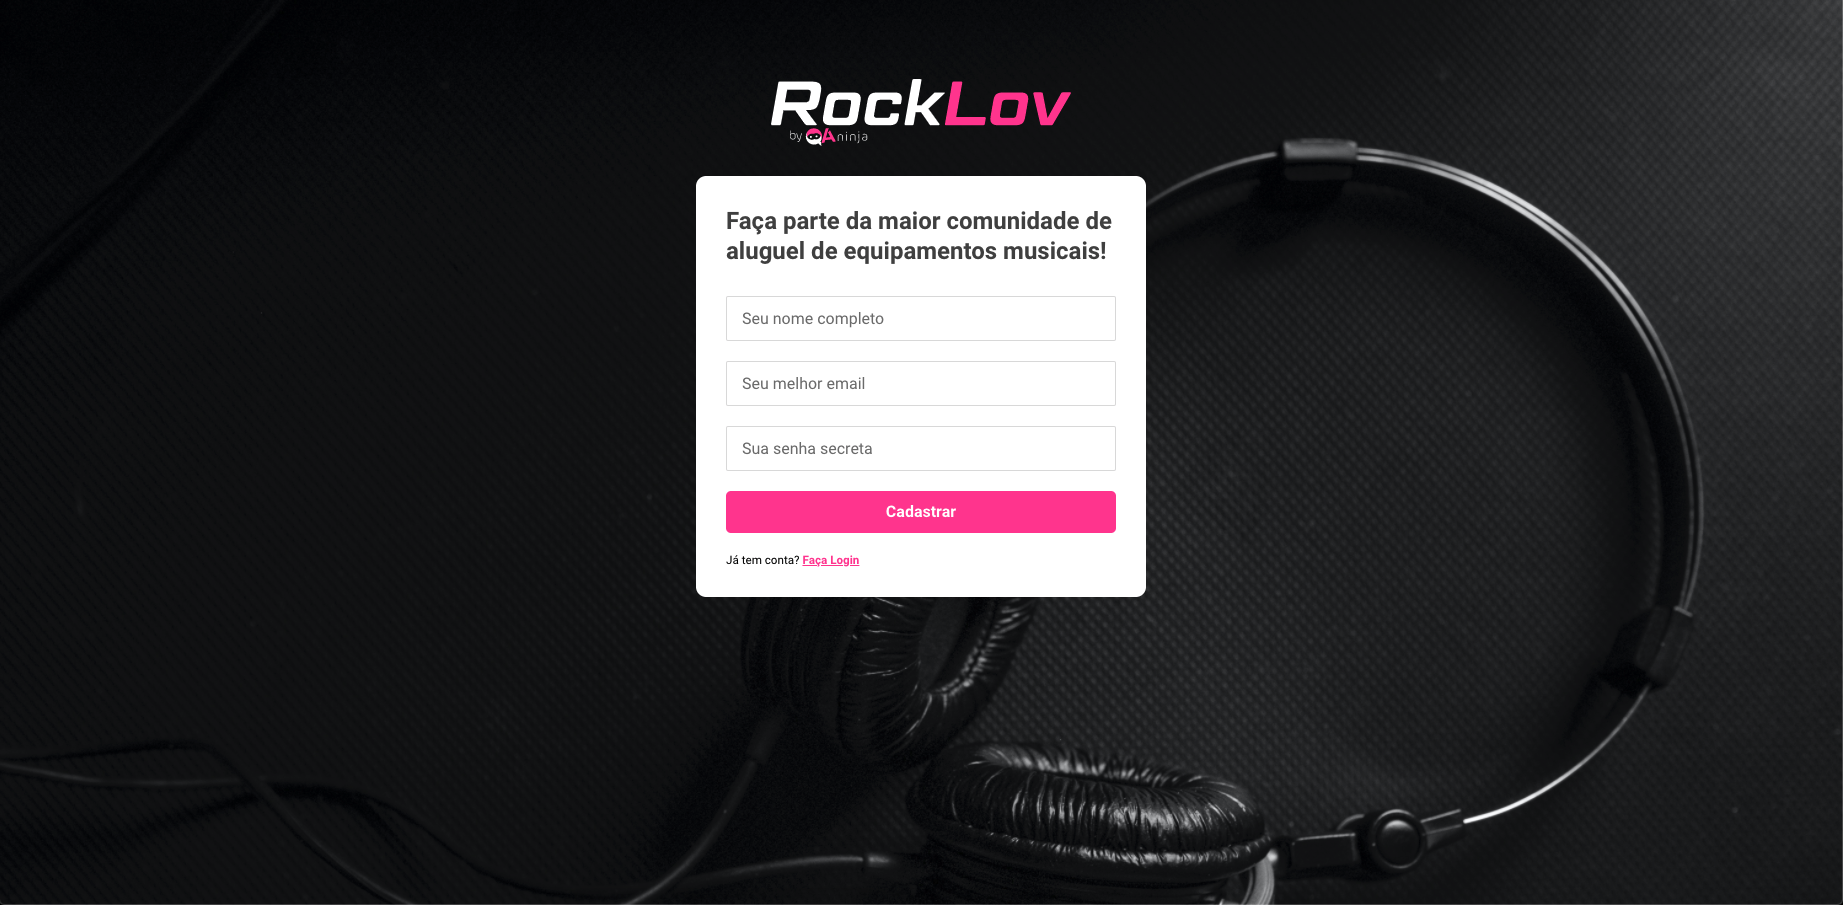 RockLov
by QAninja
Faça parte da maior comunidade de
aluguel de equipamentos musicais!
Seu nome completo
Seu melhor email
Sua senha secreta
Cadastrar
Já tem conta? Faça Login